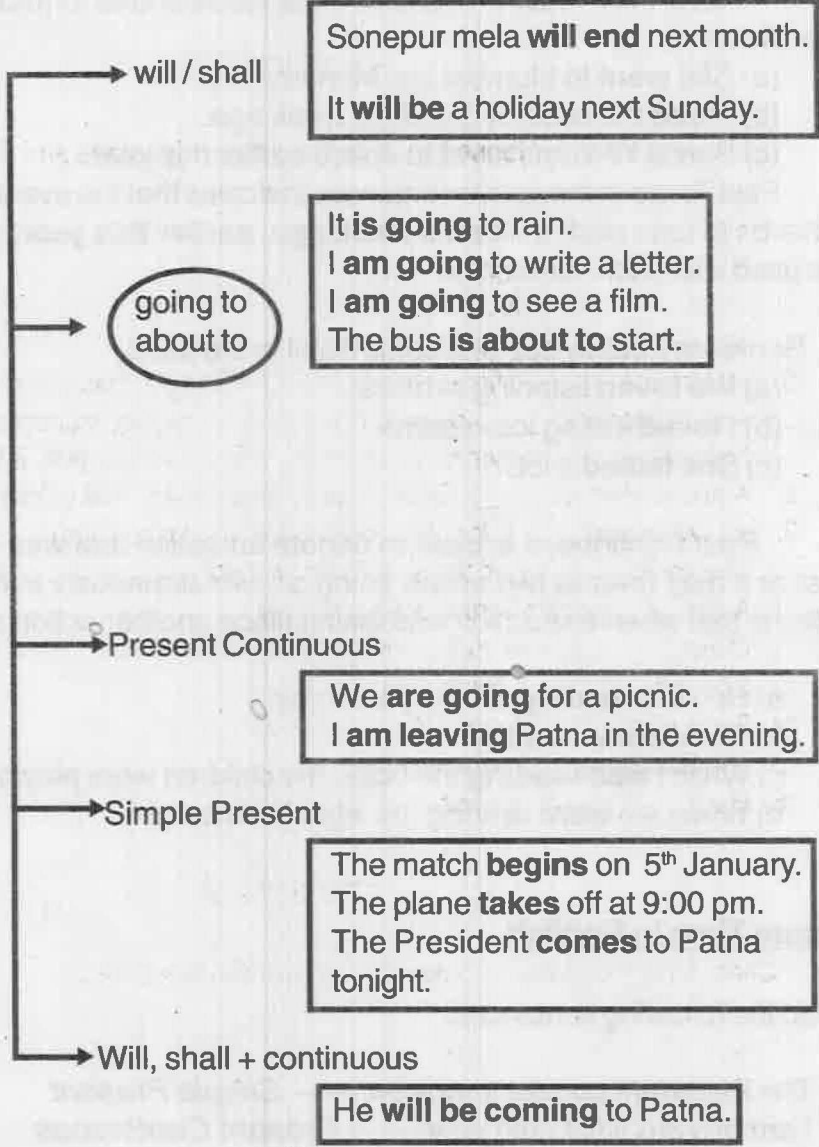 Sonepur mela will end next month.
will / shall
It will be a holiday next Sunday.
It is going to rain.
I am going to write a letter.
going to
I am going to see a film.
about to
The bus is about to start.
Present Continuous
We are going for a picnic.
I am leaving Patna in the evening.
Simple Present
The match begins on 5th January.
The plane takes off at 9:00 pm.
The President comes to Patna
tonight.
Will, shall + continuous
He will be coming to Patna.